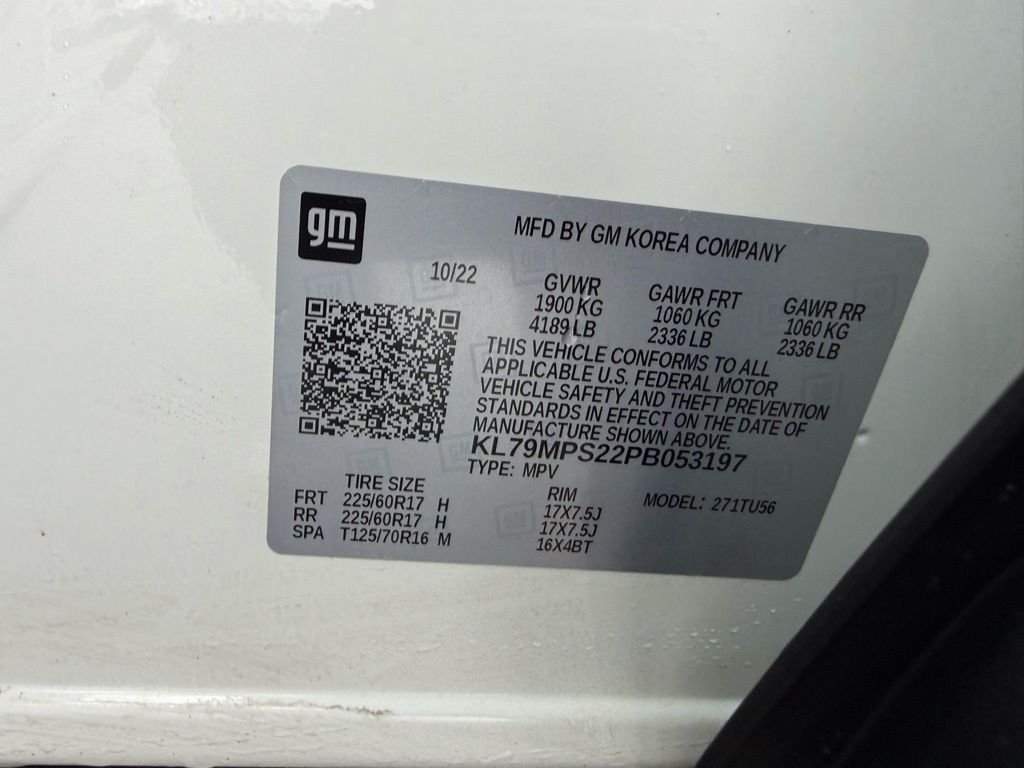 gm
MFD BY GM KOREA COMPANY
10/22
GVWR GAWR FRT GAWR RR
1900 KG 1060 KG 1060 KG
4189 LB 2336 LB 2336 LB
THIS VEHICLE CONFORMS TO ALL
APPLICABLE U.S. FEDERAL MOTOR
VEHICLE SAFETY AND THEFT PREVENTION
STANDARDS IN EFFECT ON THE DATE OF
MANUFACTURE SHOWN ABOVE.
KL79MPS22PB053197
TYPE: MPV MODEL: 271TU56
TIRE SIZE RIM
FRT 225/60R17 H 17X7.5J
RR 225/60R17 H 17X7.5J
SPA T125/70R16 M 16X4BT